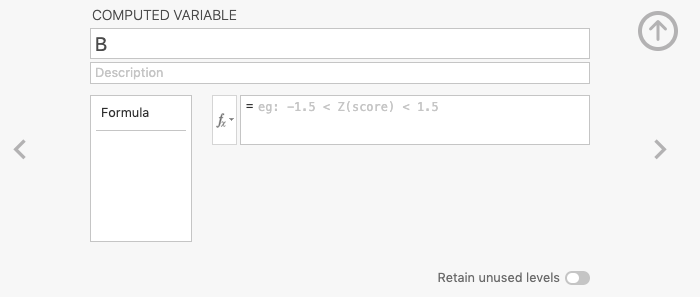 COMPUTED VARIABLE
B
Description
Formula
fx
= eg: -1.5 < Z(score) < 1.5
Retain unused levels